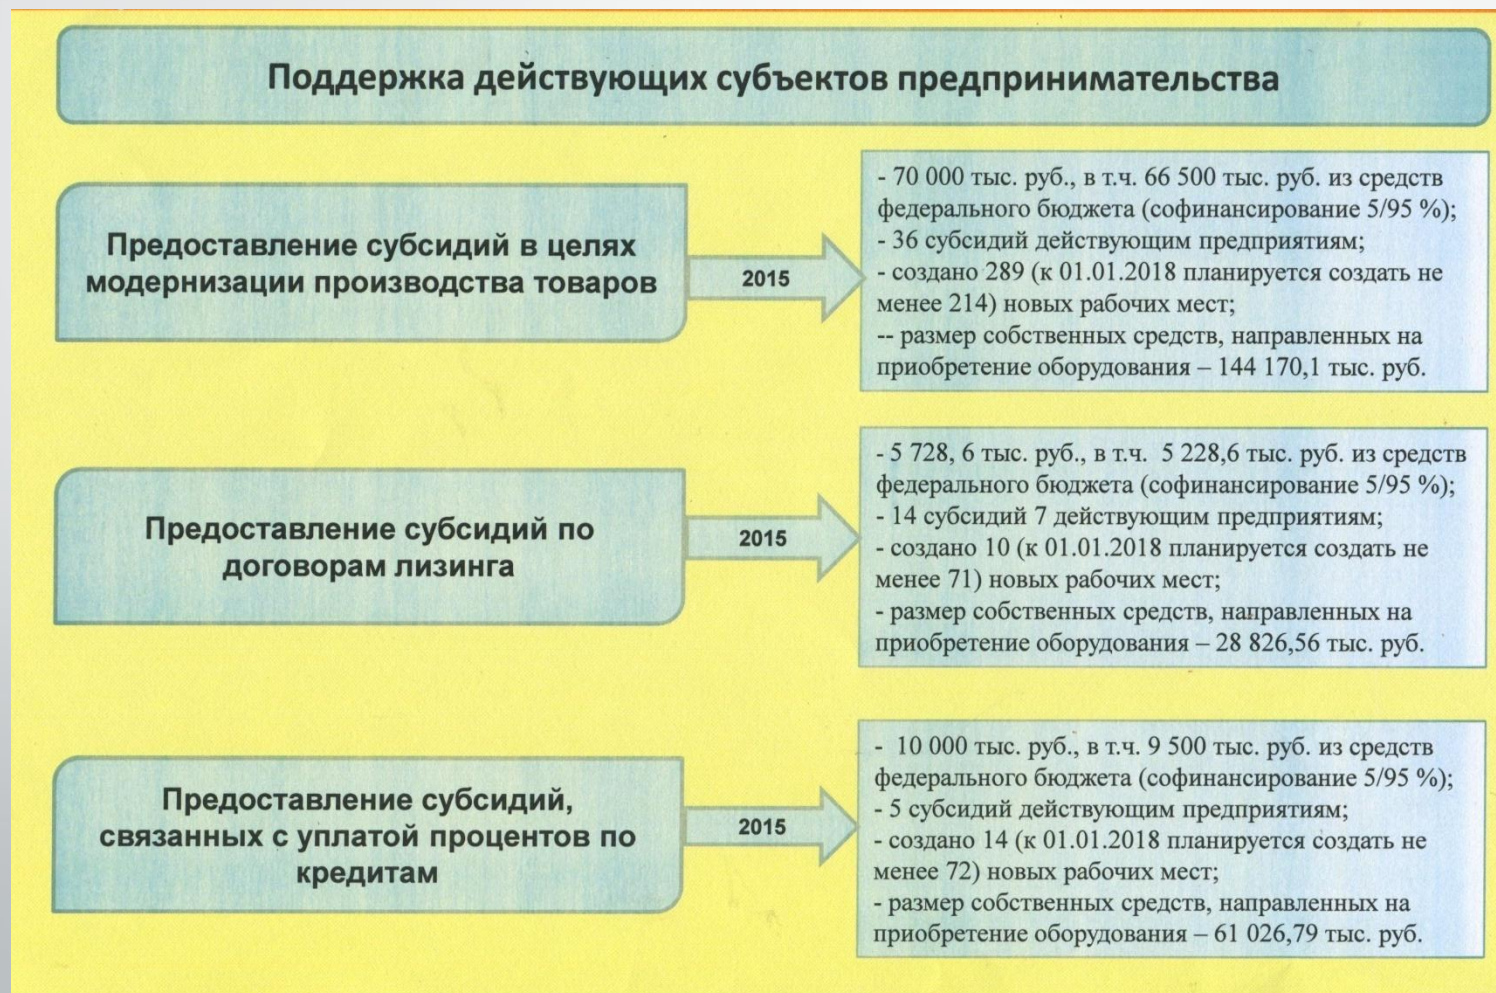 Поддержка действующих субъектов предпринимательства
Предоставление субсидий в целях
модернизации производства товаров
2015
- 70 000 тыс. руб., в т.ч. 66 500 тыс. руб. из средств
федерального бюджета (софинансирование 5/95 %);
- 36 субсидий действующим предприятиям;
- создано 289 (к 01.01.2018 планируется создать не
менее 214) новых рабочих мест;
-- размер собственных средств, направленных на
приобретение оборудования – 144 170,1 тыс. руб.
Предоставление субсидий по
договорам лизинга
2015
- 5 728, 6 тыс. руб., в т.ч. 5 228,6 тыс. руб. из средств
федерального бюджета (софинансирование 5/95 %);
- 14 субсидий 7 действующим предприятиям;
- создано 10 (к 01.01.2018 планируется создать не
менее 71) новых рабочих мест;
- размер собственных средств, направленных на
приобретение оборудования – 28 826,56 тыс. руб.
Предоставление субсидий,
связанных с уплатой процентов по
кредитам
2015
- 10 000 тыс. руб., в т.ч. 9 500 тыс. руб. из средств
федерального бюджета (софинансирование 5/95 %);
- 5 субсидий действующим предприятиям;
- создано 14 (к 01.01.2018 планируется создать не
менее 72) новых рабочих мест;
- размер собственных средств, направленных на
приобретение оборудования – 61 026,79 тыс. руб.